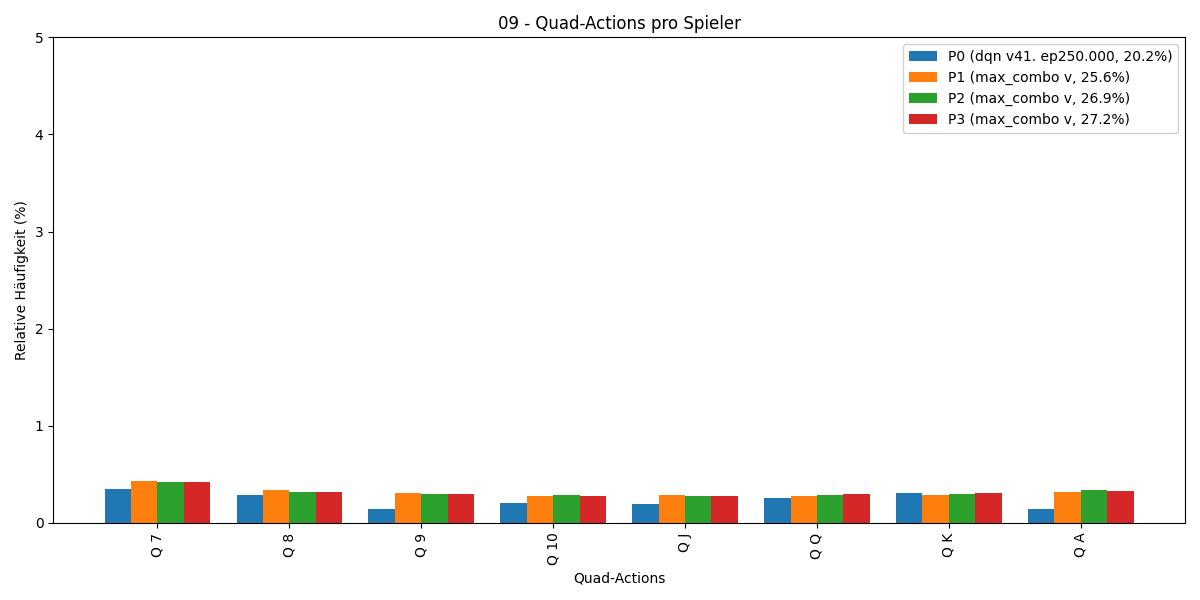 09 - Quad-Actions pro Spieler
P0 (dqn v41. ep250.000, 20.2%)
P1 (max_combo v, 25.6%)
P2 (max_combo v, 26.9%)
P3 (max_combo v, 27.2%)
Relative Häufigkeit (%)
5
4
3
2
1
0
Q 7
Q 8
Q 9
Q 10
Q J
Q Q
Q K
Q A
Quad-Actions